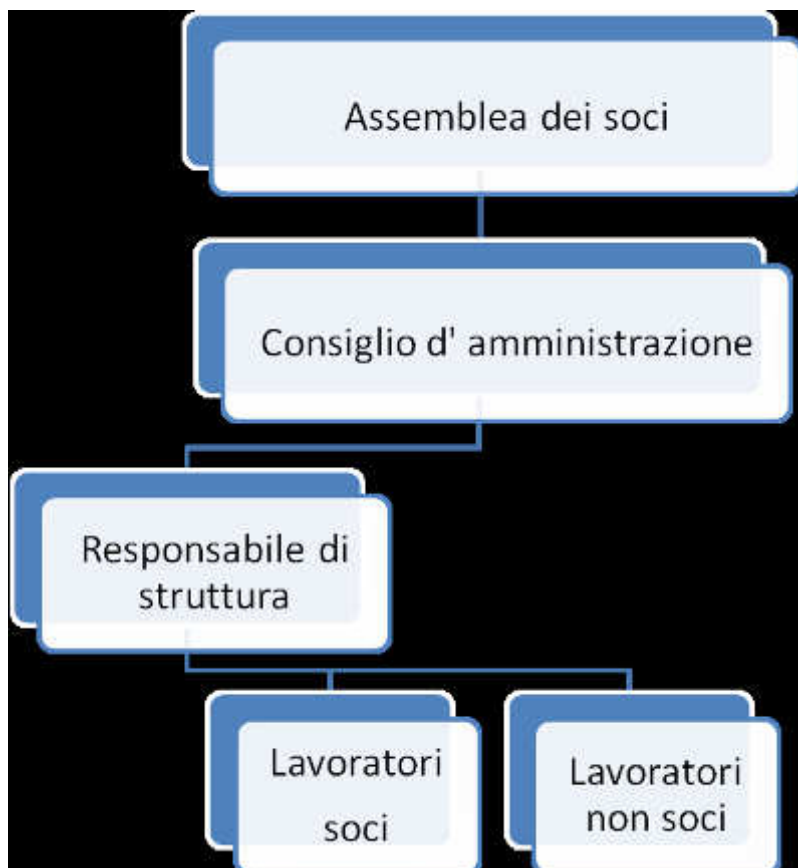 Assemblea dei soci
Consiglio d' amministrazione
Responsabile di
struttura
Lavoratori
soci
Lavoratori
non soci